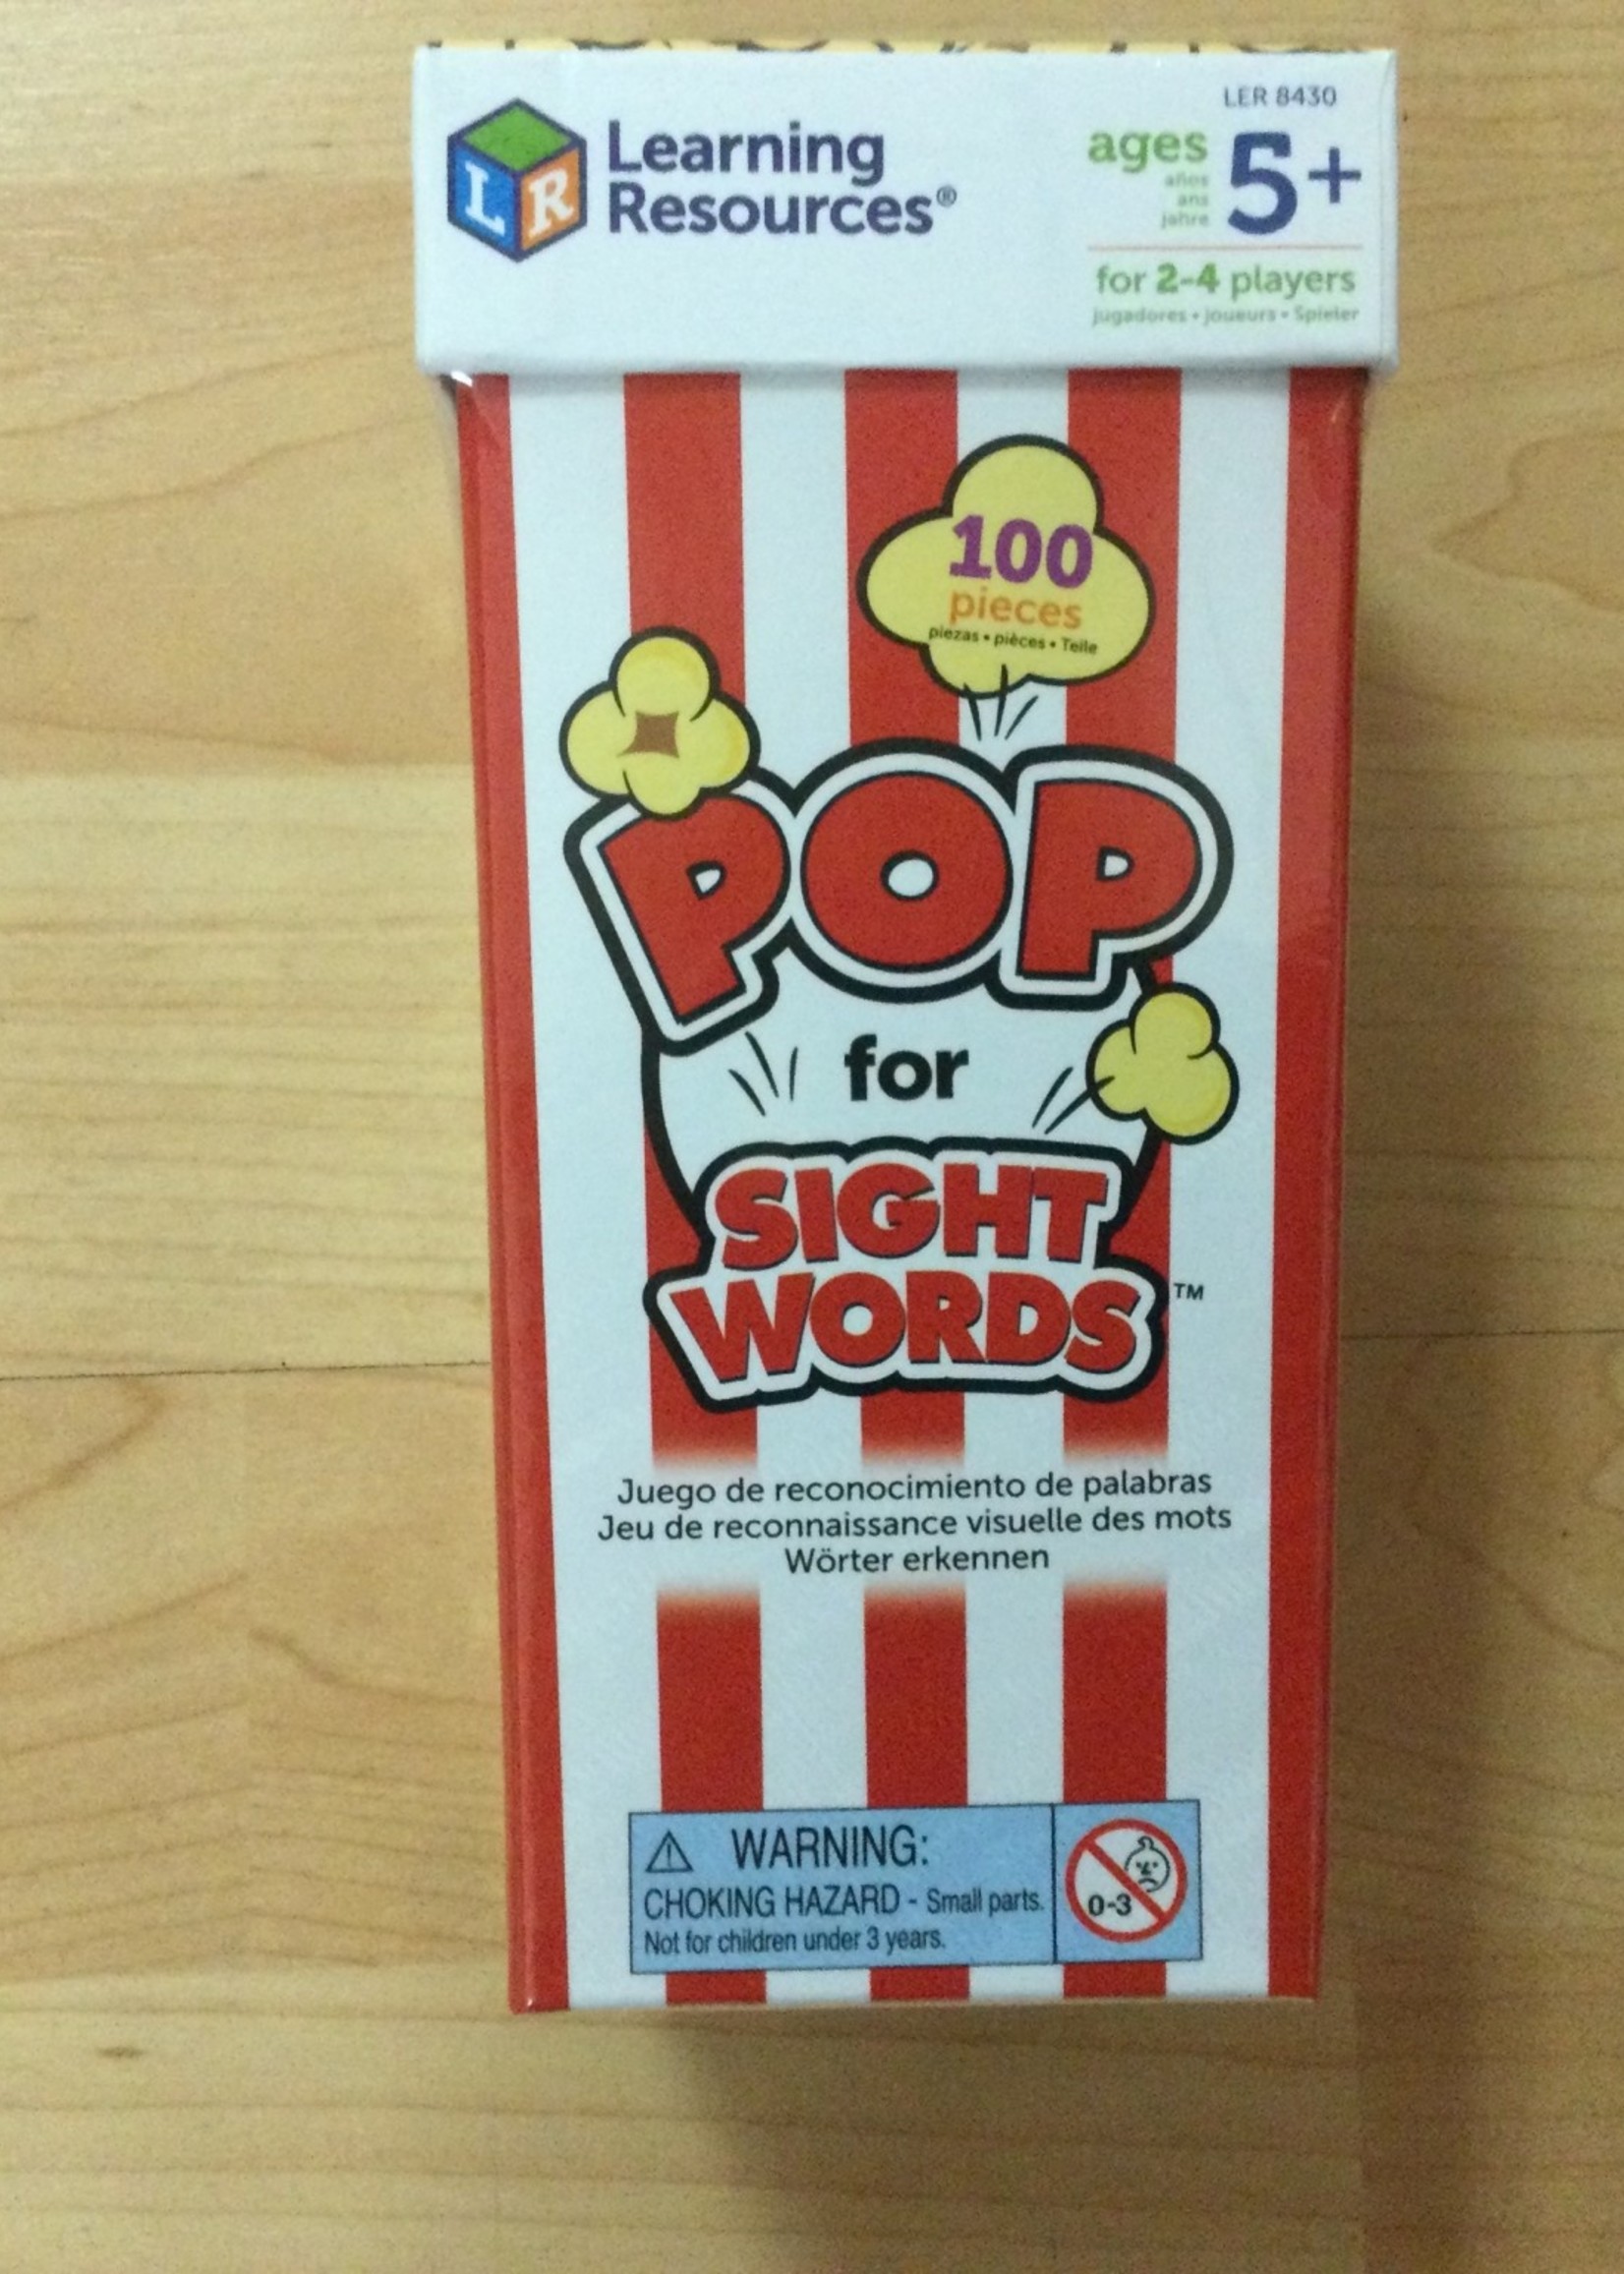 LER 8430
LR
Learning
Resources®
ages
años
ans
Jahre
5+
for 2-4 players
jugadores • joueurs • Spieler
100
pieces
piezas • pièces • Teile
POP
for
SIGHT
WORDS™
Juego de reconocimiento de palabras
Jeu de reconnaissance visuelle des mots
Wörter erkennen
WARNING:
CHOKING HAZARD - Small parts.
Not for children under 3 years.
0-3